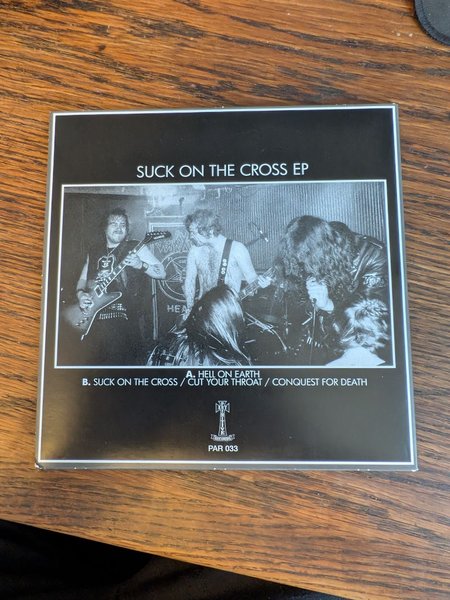 SUCK ON THE CROSS EP
A. HELL ON EARTH
B. SUCK ON THE CROSS / CUT YOUR THROAT / CONQUEST FOR DEATH
PAR 033